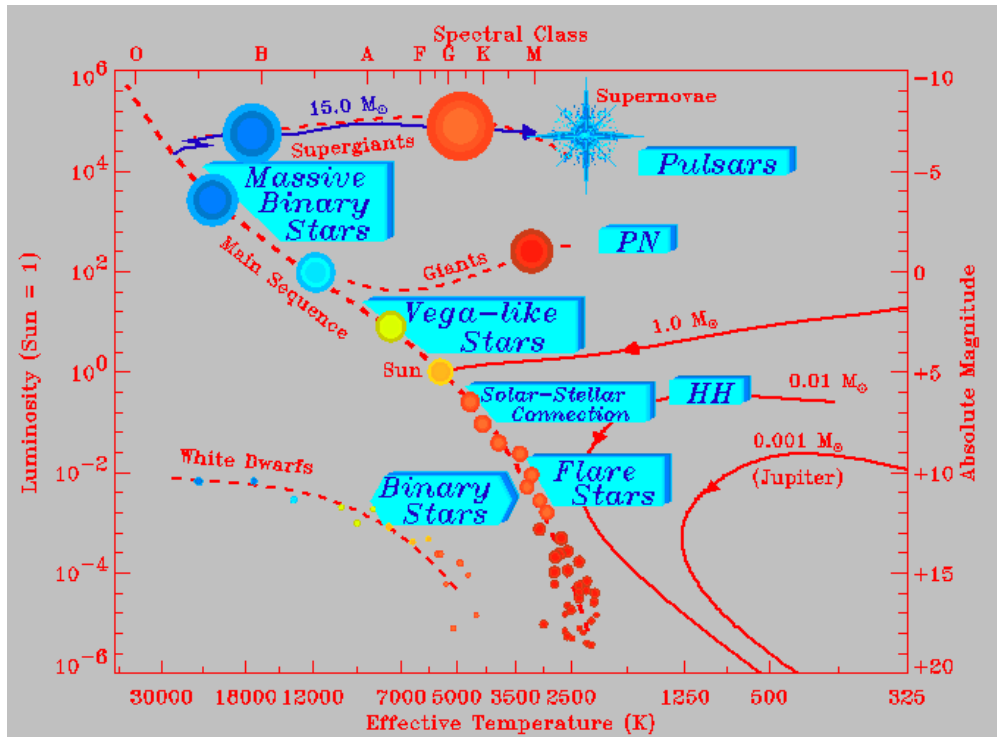 Spectral Class
O B A F G K M
10^6
-10
15.0 M☉
Supernovae
Supergiants
10^4
Pulsars
-5
Massive
Binary
Stars
PN
Main Sequence
Giants
10^2
0
Vega-like
Stars
1.0 M☉
Sun
10^0
+5
Solar-Stellar
Connection
HH
0.01 M☉
0.001 M☉
(Jupiter)
White Dwarfs
10^-2
Binary
Stars
Flare
Stars
+10
10^-4
+15
10^-6
+20
Luminosity (Sun = 1)
Absolute Magnitude
30000 18000 12000 7000 5000 3500 2500 1250 500 325
Effective Temperature (K)